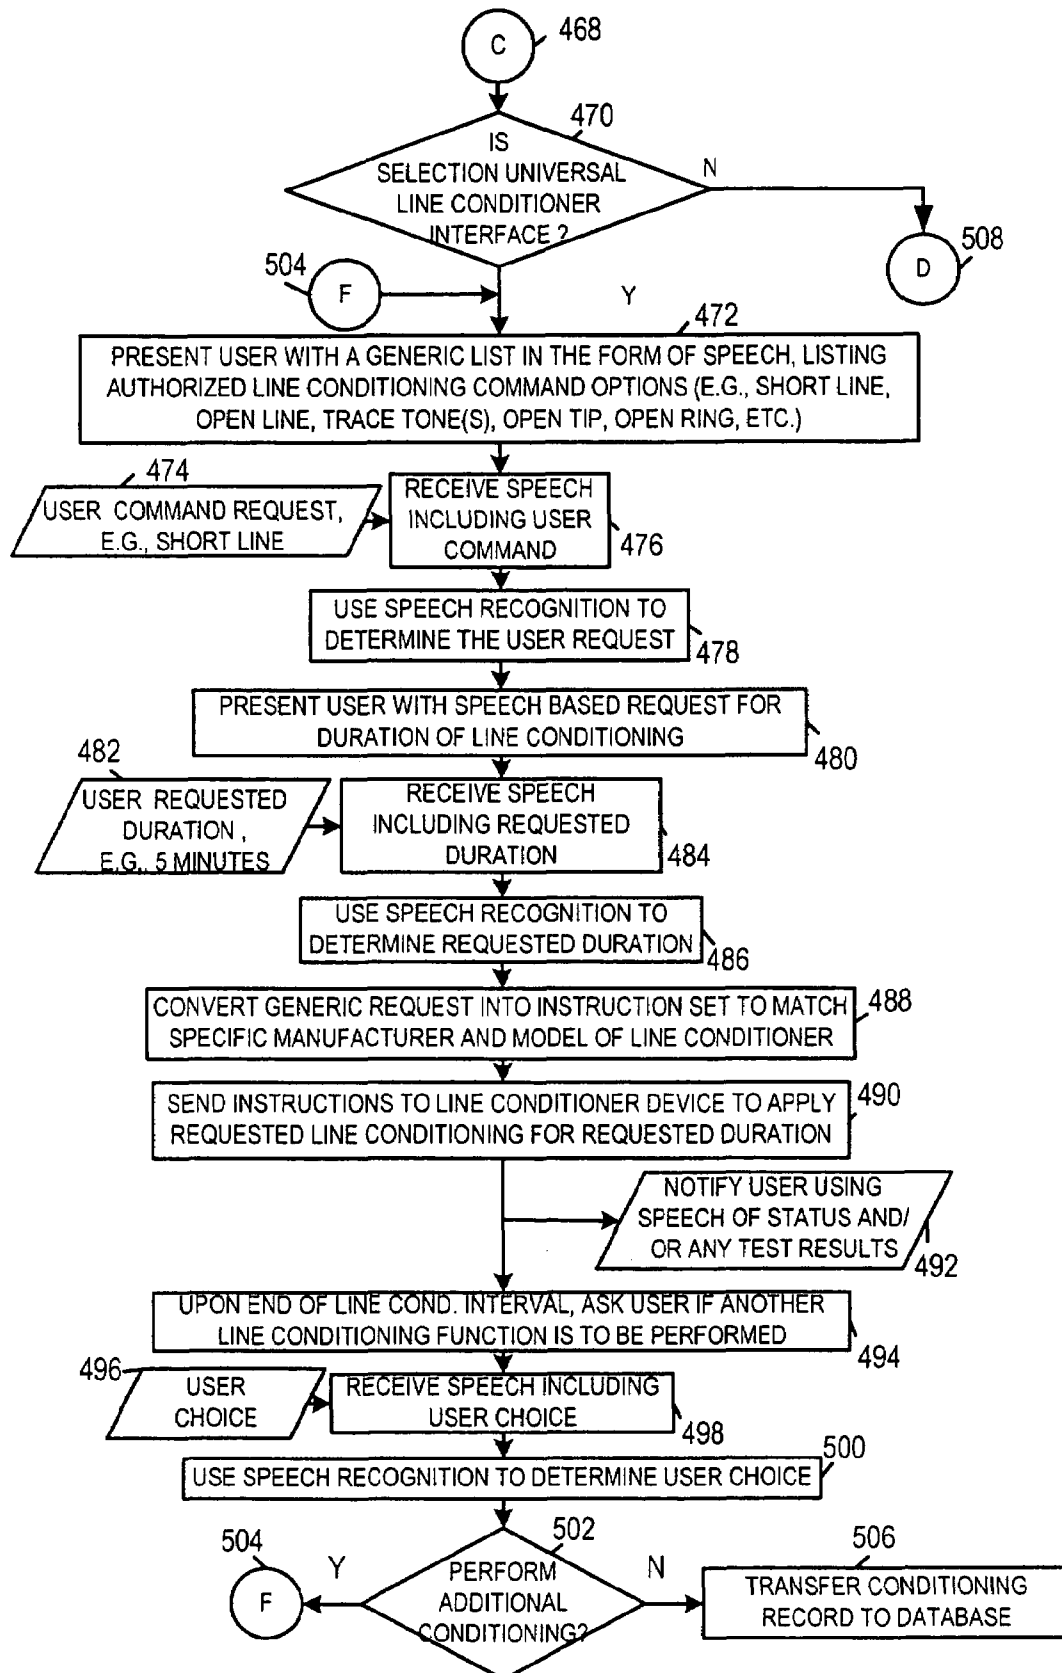 C
468
470
IS
SELECTION UNIVERSAL
LINE CONDITIONER
INTERFACE ?
N
508
D
504
F
Y
472
PRESENT USER WITH A GENERIC LIST IN THE FORM OF SPEECH, LISTING
AUTHORIZED LINE CONDITIONING COMMAND OPTIONS (E.G., SHORT LINE,
OPEN LINE, TRACE TONE(S), OPEN TIP, OPEN RING, ETC.)
474
USER COMMAND REQUEST,
E.G., SHORT LINE
RECEIVE SPEECH
INCLUDING USER
COMMAND
476
USE SPEECH RECOGNITION TO
DETERMINE THE USER REQUEST
478
PRESENT USER WITH SPEECH BASED REQUEST FOR
DURATION OF LINE CONDITIONING
480
482
USER REQUESTED
DURATION ,
E.G., 5 MINUTES
RECEIVE SPEECH
INCLUDING REQUESTED
DURATION
484
USE SPEECH RECOGNITION TO
DETERMINE REQUESTED DURATION
486
CONVERT GENERIC REQUEST INTO INSTRUCTION SET TO MATCH
SPECIFIC MANUFACTURER AND MODEL OF LINE CONDITIONER
488
SEND INSTRUCTIONS TO LINE CONDITIONER DEVICE TO APPLY
REQUESTED LINE CONDITIONING FOR REQUESTED DURATION
490
NOTIFY USER USING
SPEECH OF STATUS AND/
OR ANY TEST RESULTS
492
UPON END OF LINE COND. INTERVAL, ASK USER IF ANOTHER
LINE CONDITIONING FUNCTION IS TO BE PERFORMED
494
496
USER
CHOICE
RECEIVE SPEECH INCLUDING
USER CHOICE
498
500
USE SPEECH RECOGNITION TO DETERMINE USER CHOICE
502
504
F
Y
PERFORM
ADDITIONAL
CONDITIONING?
N
506
TRANSFER CONDITIONING
RECORD TO DATABASE